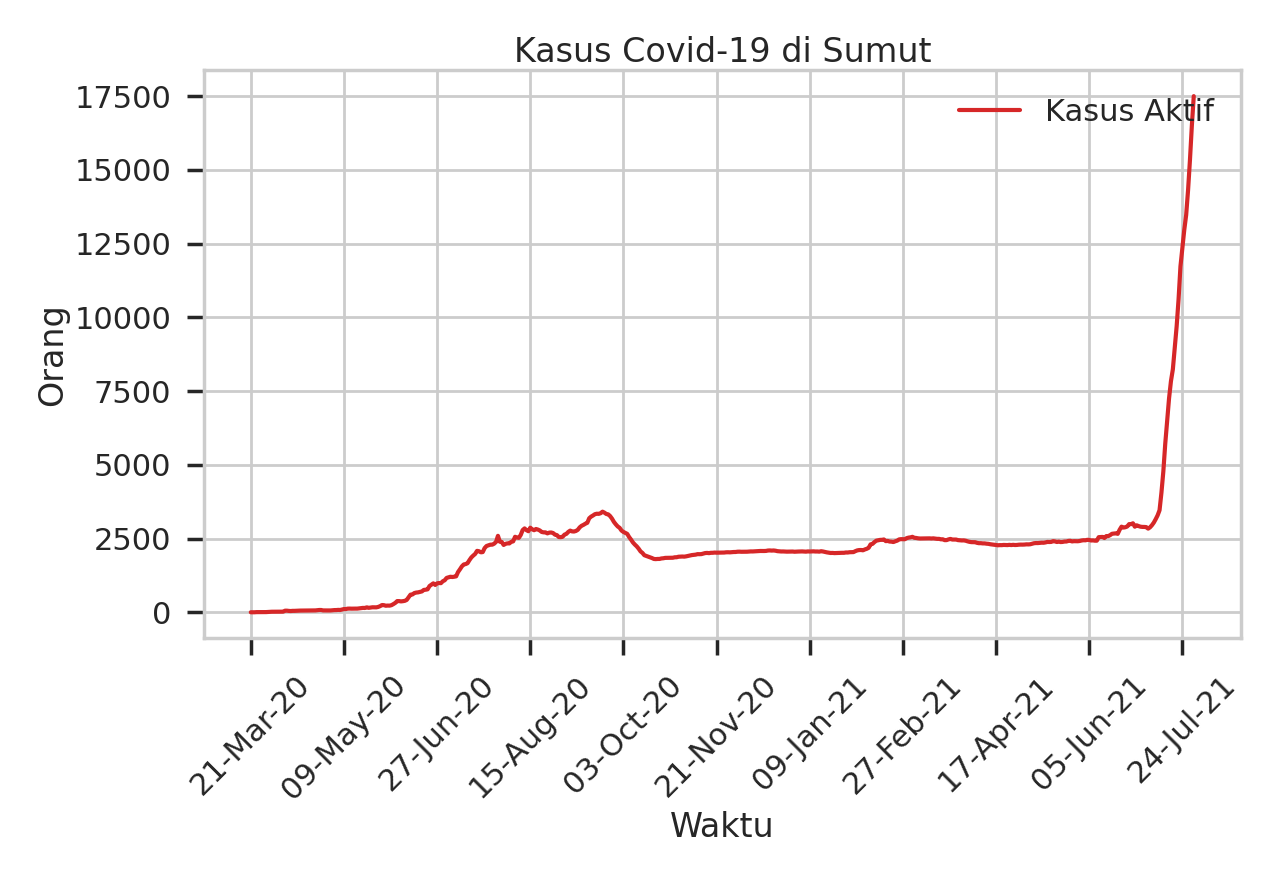 Kasus Covid-19 di Sumut
Kasus Aktif
17500
15000
12500
10000
7500
5000
2500
0
Orang
21-Mar-20
09-May-20
27-Jun-20
15-Aug-20
03-Oct-20
21-Nov-20
09-Jan-21
27-Feb-21
17-Apr-21
05-Jun-21
24-Jul-21
Waktu